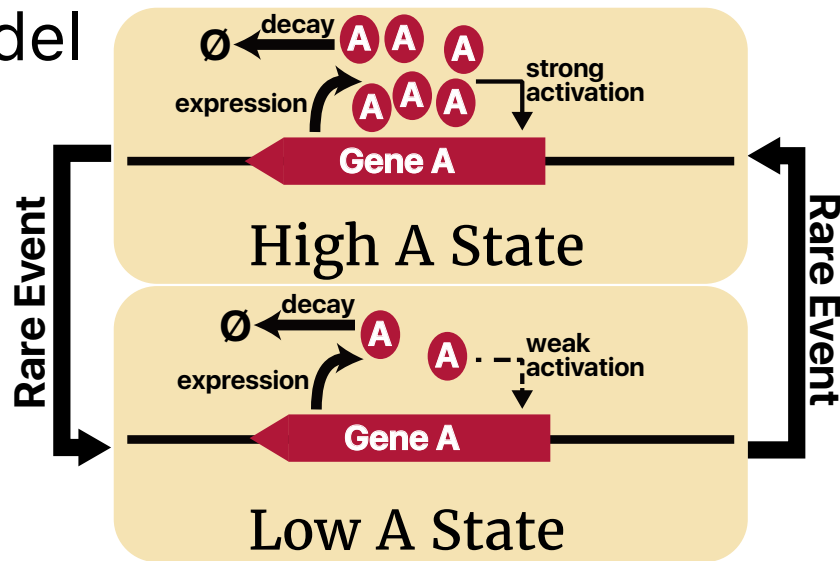 del
decay
Ø
A A A
expression
A A A
strong
activation
Gene A
High A State
Rare Event
Rare Event
decay
Ø
A
A
weak
activation
expression
Gene A
Low A State